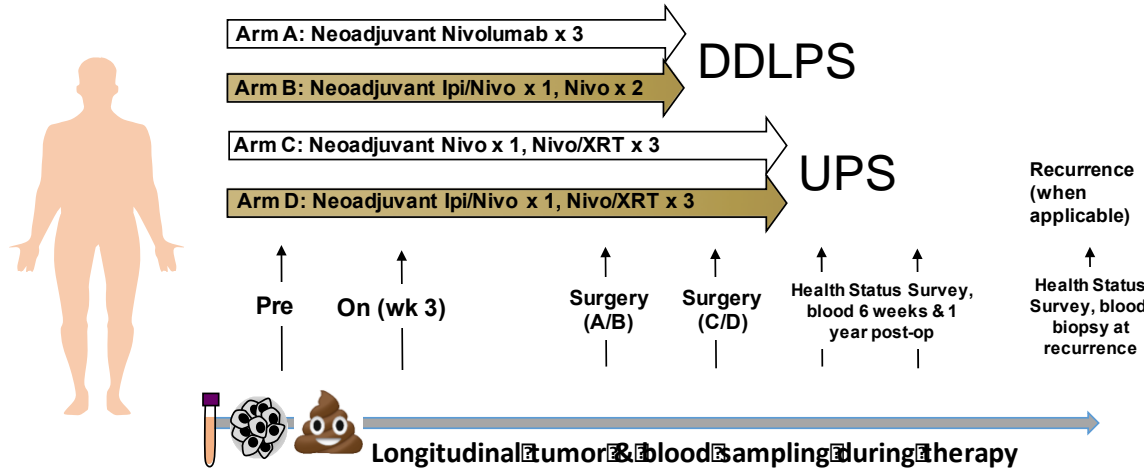 Arm A: Neoadjuvant Nivolumab x 3
Arm B: Neoadjuvant Ipi/Nivo x 1, Nivo x 2
DDLPS
Arm C: Neoadjuvant Nivo x 1, Nivo/XRT x 3
Arm D: Neoadjuvant Ipi/Nivo x 1, Nivo/XRT x 3
UPS
Recurrence
(when
applicable)
Pre
On (wk 3)
Surgery
(A/B)
Surgery
(C/D)
Health Status Survey,
blood 6 weeks & 1
year post-op
Health Status
Survey, blood
biopsy at
recurrence
Longitudinal tumor & blood sampling during therapy